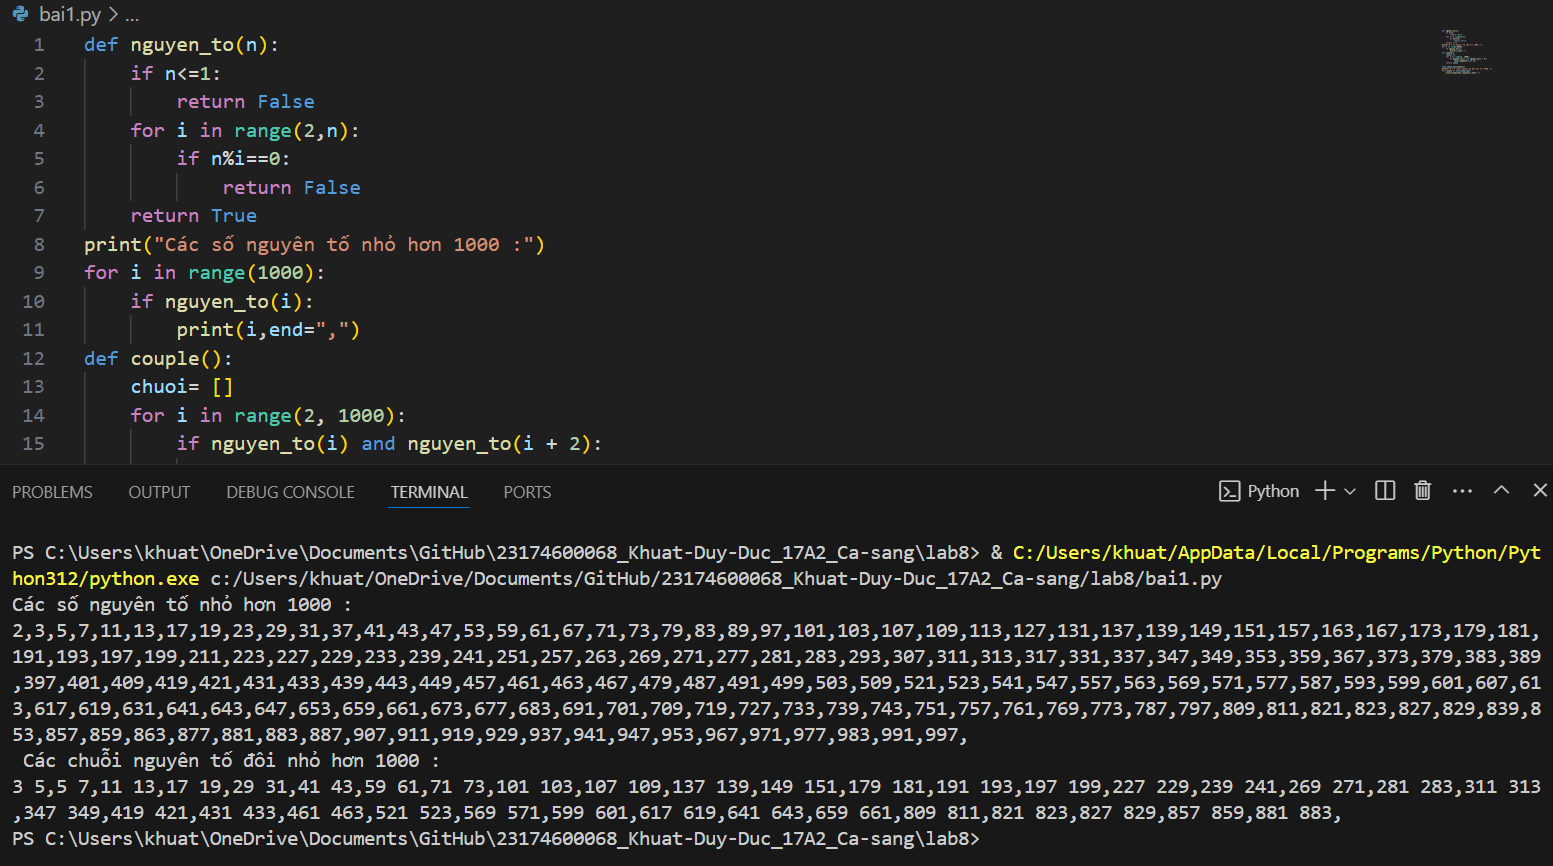 bai1.py > ...
1 def nguyen_to(n):
2     if n<=1:
3         return False
4     for i in range(2,n):
5         if n%i==0:
6             return False
7     return True
8 print("Các số nguyên tố nhỏ hơn 1000 :")
9 for i in range(1000):
10     if nguyen_to(i):
11         print(i,end=",")
12 def couple():
13     chuoi= []
14     for i in range(2, 1000):
15         if nguyen_to(i) and nguyen_to(i + 2):
PROBLEMS OUTPUT DEBUG CONSOLE TERMINAL PORTS Python
PS C:\Users\khuat\OneDrive\Documents\GitHub\23174600068_Khuat-Duy-Duc_17A2_Ca-sang\lab8> & C:/Users/khuat/AppData/Local/Programs/Python/Pyt
hon312/python.exe c:/Users/khuat/OneDrive/Documents/GitHub/23174600068_Khuat-Duy-Duc_17A2_Ca-sang/lab8/bai1.py
Các số nguyên tố nhỏ hơn 1000 :
2,3,5,7,11,13,17,19,23,29,31,37,41,43,47,53,59,61,67,71,73,79,83,89,97,101,103,107,109,113,127,131,137,139,149,151,157,163,167,173,179,181,
191,193,197,199,211,223,227,229,233,239,241,251,257,263,269,271,277,281,283,293,307,311,313,317,331,337,347,349,353,359,367,373,379,383,389
,397,401,409,419,421,431,433,439,443,449,457,461,463,467,479,487,491,499,503,509,521,523,541,547,557,563,569,571,577,587,593,599,601,607,61
3,617,619,631,641,643,647,653,659,661,673,677,683,691,701,709,719,727,733,739,743,751,757,761,769,773,787,797,809,811,821,823,827,829,839,8
53,857,859,863,877,881,883,887,907,911,919,929,937,941,947,953,967,971,977,983,991,997,
Các chuỗi nguyên tố đôi nhỏ hơn 1000 :
3 5,5 7,11 13,17 19,29 31,41 43,59 61,71 73,101 103,107 109,137 139,149 151,179 181,191 193,197 199,227 229,239 241,269 271,281 283,311 313
,347 349,419 421,431 433,461 463,521 523,569 571,599 601,617 619,641 643,659 661,809 811,821 823,827 829,857 859,881 883,
PS C:\Users\khuat\OneDrive\Documents\GitHub\23174600068_Khuat-Duy-Duc_17A2_Ca-sang\lab8>